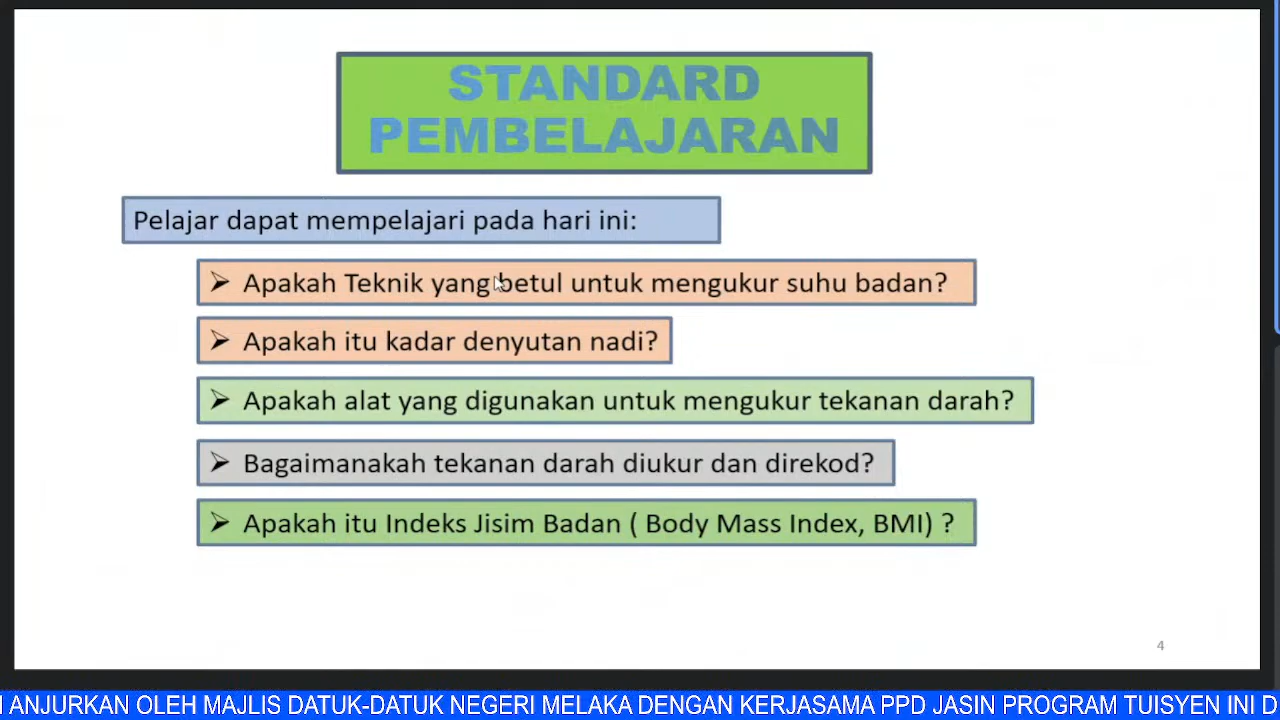 STANDARD
PEMBELAJARAN
Pelajar dapat mempelajari pada hari ini:
➢ Apakah Teknik yang betul untuk mengukur suhu badan?
➢ Apakah itu kadar denyutan nadi?
➢ Apakah alat yang digunakan untuk mengukur tekanan darah?
➢ Bagaimanakah tekanan darah diukur dan direkod?
➢ Apakah itu Indeks Jisim Badan ( Body Mass Index, BMI) ?
4
ANJURKAN OLEH MAJLIS DATUK-DATUK NEGERI MELAKA DENGAN KERJASAMA PPD JASIN PROGRAM TUISYEN INI